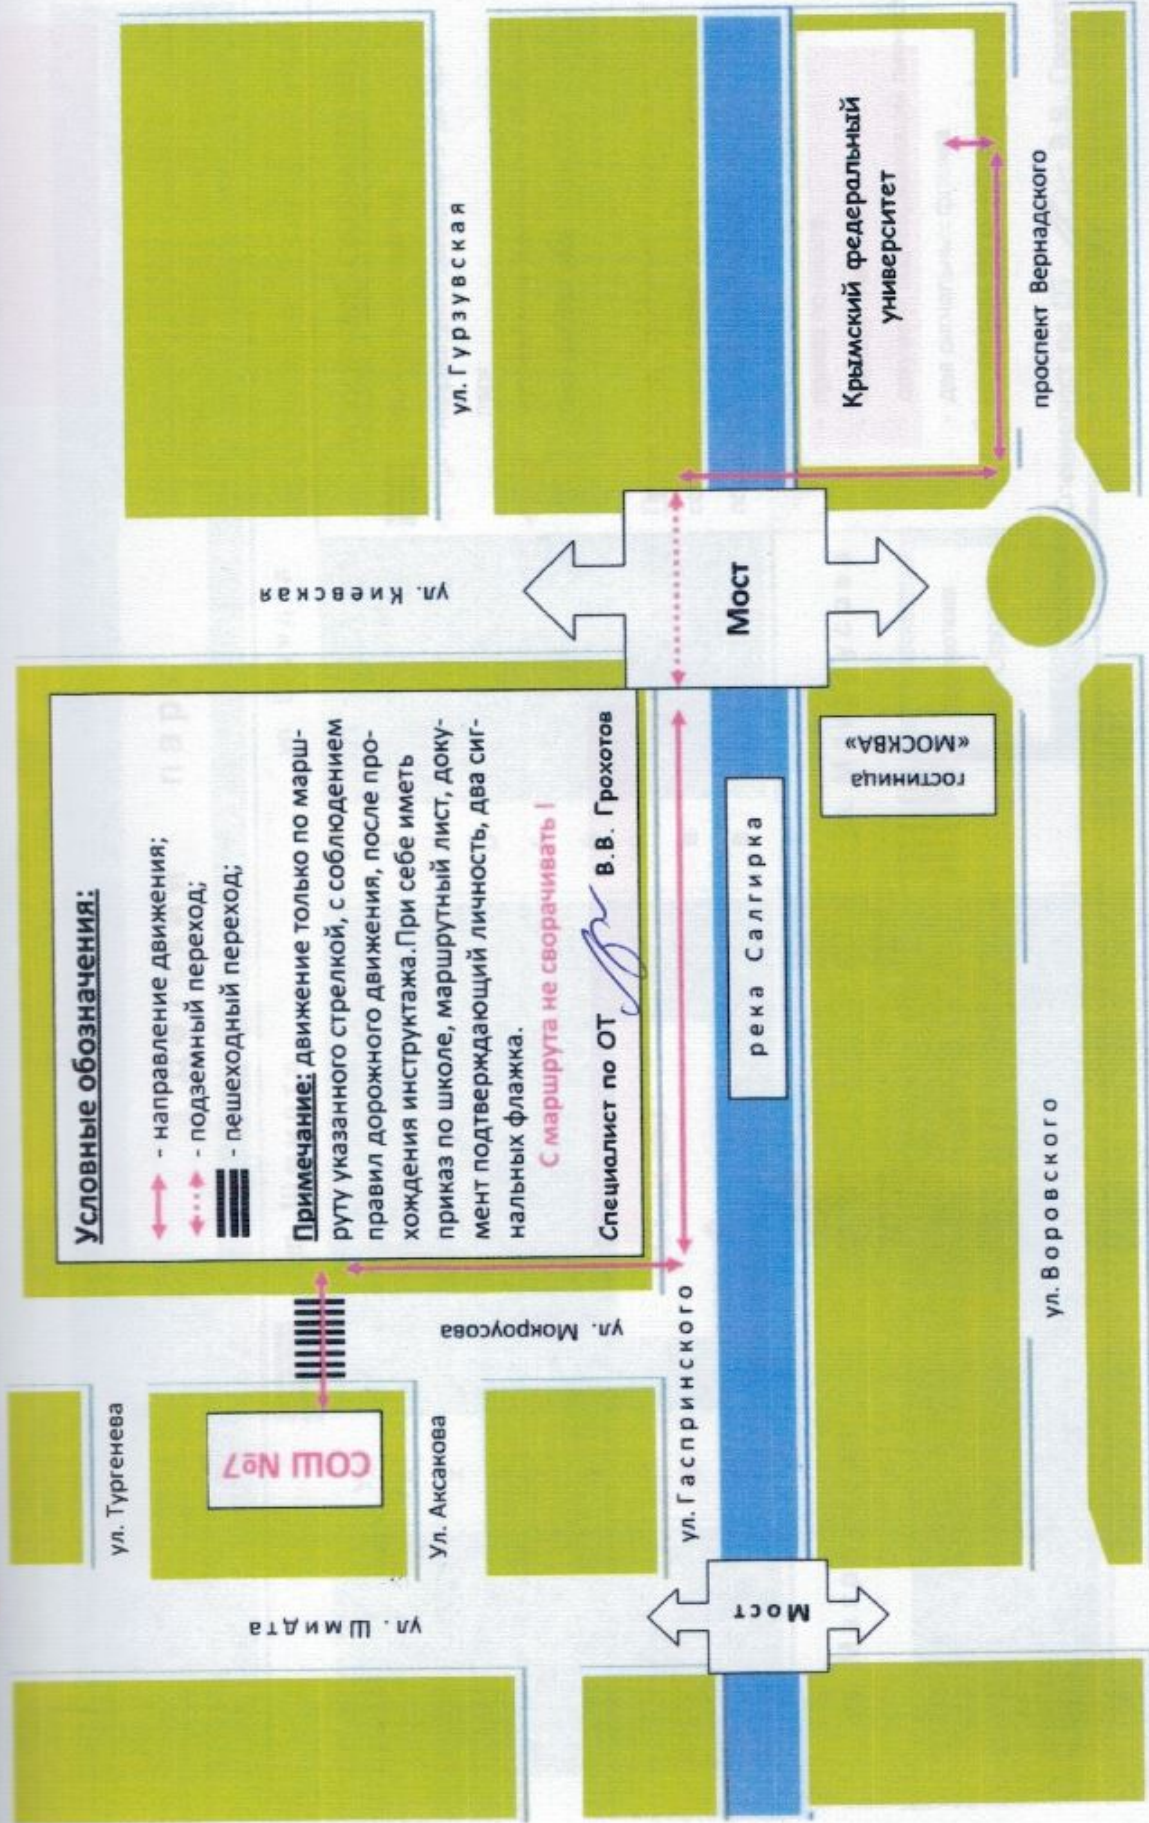 Условные обозначения:
- направление движения;
- подземный переход;
- пешеходный переход;
Примечание: движение только по марш-
руту указанного стрелкой, с соблюдением
правил дорожного движения, после про-
хождения инструктажа.При себе иметь
приказ по школе, маршрутный лист, доку-
мент подтверждающий личность, два сиг-
нальных флажка.
С маршрута не сворачивать !
Специалист по ОТ В.В. Грохотов
ул. Тургенева
СОШ №7
Ул. Аксакова
ул. Шмидта
ул. Мокроусова
ул. Киевская
ул. Гурзувская
ул. Гаспринского
Мост
Мост
река Салгирка
гостиница
«МОСКВА»
Крымский федеральный
университет
ул. Воровского
проспект Вернадского